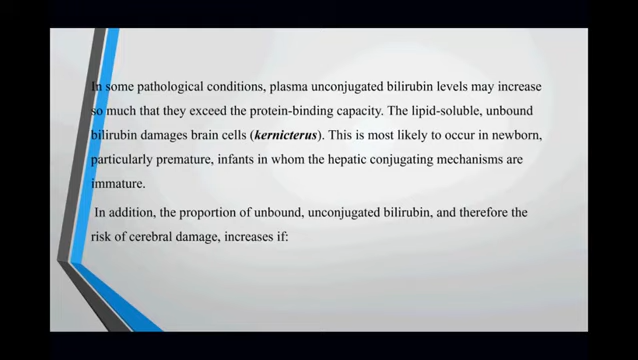 In some pathological conditions, plasma unconjugated bilirubin levels may increase
so much that they exceed the protein-binding capacity. The lipid-soluble, unbound
bilirubin damages brain cells (kernicterus). This is most likely to occur in newborn,
particularly premature, infants in whom the hepatic conjugating mechanisms are
immature.
In addition, the proportion of unbound, unconjugated bilirubin, and therefore the
risk of cerebral damage, increases if: